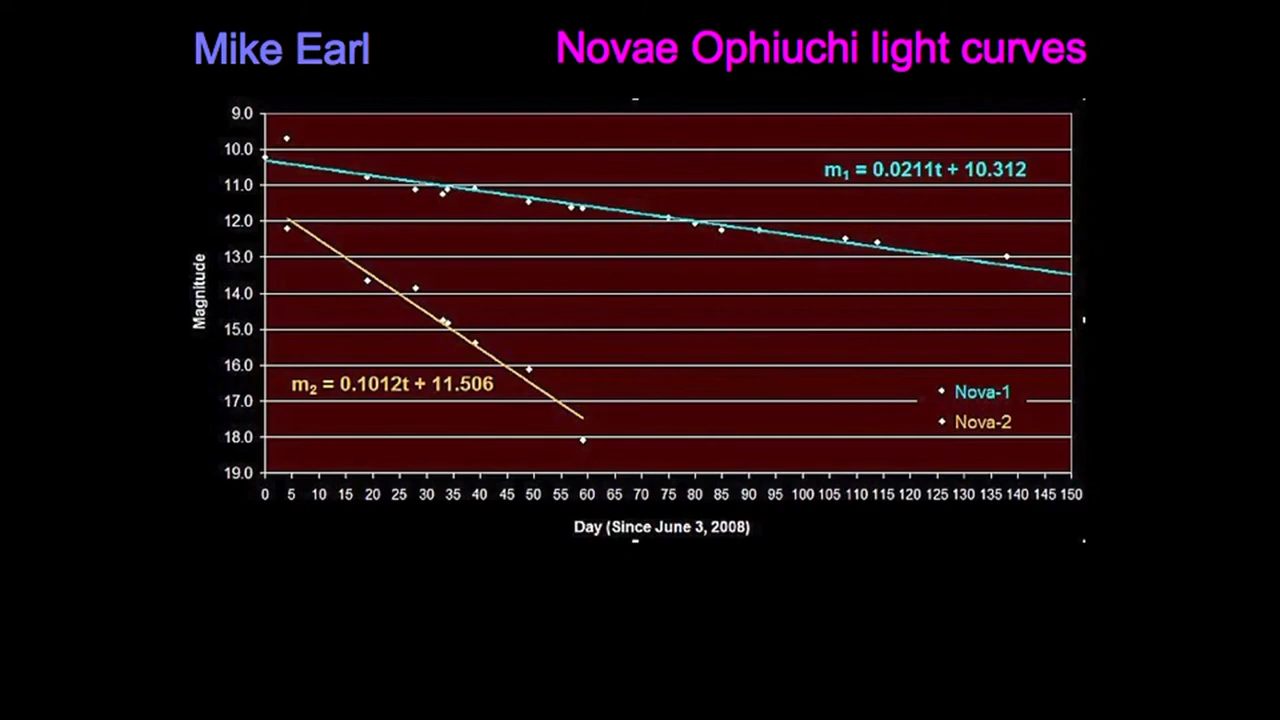 Mike Earl
Novae Ophiuchi light curves
9.0
10.0
11.0
12.0
13.0
14.0
15.0
16.0
17.0
18.0
19.0
Magnitude
m₁ = 0.0211t + 10.312
m₂ = 0.1012t + 11.506
Nova-1
Nova-2
0 5 10 15 20 25 30 35 40 45 50 55 60 65 70 75 80 85 90 95 100 105 110 115 120 125 130 135 140 145 150
Day (Since June 3, 2008)